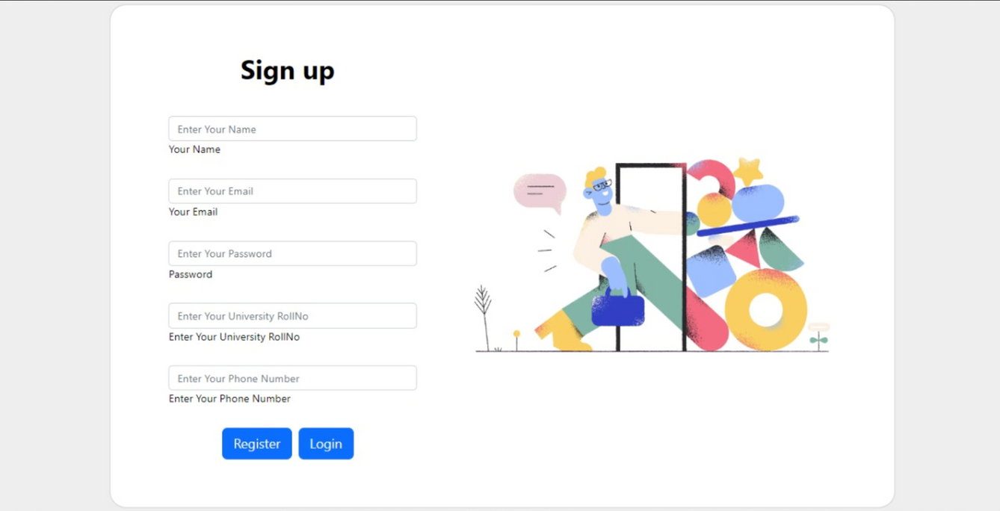 Sign up
Enter Your Name
Your Name
Enter Your Email
Your Email
Enter Your Password
Password
Enter Your University RollNo
Enter Your University RollNo
Enter Your Phone Number
Enter Your Phone Number
Register Login